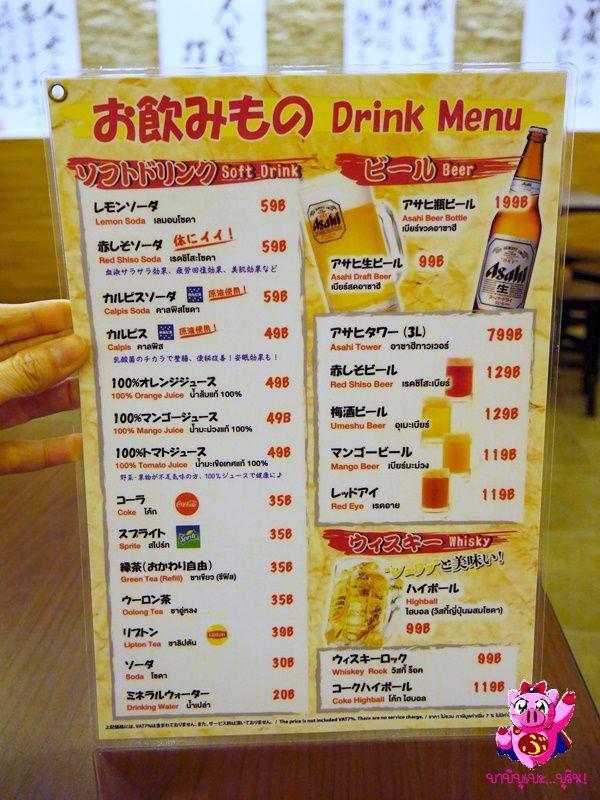 お飲みもの Drink Menu
ソフトドリンク Soft Drink
レモンソーダ 59B
Lemon Soda เลมอนโซดา
赤しそソーダ 体にイイ！ 59B
Red Shiso Soda เรดชิโสะโซดา
血液サラサラ効果、疲労回復効果、美肌効果など
カルピスソーダ 原液使用！ 59B
Calpis Soda คาลพิสโซดา
カルピス 原液使用！ 49B
Calpis คาลพิส
乳酸菌のチカラで整腸、便秘改善！安眠効果も！
100%オレンジジュース 49B
100% Orange Juice น้ำส้มแท้ 100%
100%マンゴージュース 49B
100% Mango Juice น้ำมะม่วงแท้ 100%
100%トマトジュース 49B
100% Tomato Juice น้ำมะเขือเทศแท้ 100%
野菜・果物が不足気味の方、100%ジュースで健康に♪
コーラ Coca-Cola 35B
Coke โค้ก
スプライト Sprite 35B
Sprite สไปร์ท
緑茶（おかわり自由） 35B
Green Tea (Refill) ชาเขียว (รีฟิล)
ウーロン茶 35B
Oolong Tea ชาอู่หลง
リプトン Lipton 39B
Lipton Tea ชาลิปตัน
ソーダ 30B
Soda โซดา
ミネラルウォーター 20B
Drinking Water น้ำเปล่า
ビール Beer
アサヒ瓶ビール 199B
Asahi Beer Bottle
เบียร์ขวดอาซาฮี
Asahi
アサヒ生ビール 99B
Asahi Draft Beer
เบียร์สดอาซาฮี
Asahi
生
アサヒタワー（3L） 799B
Asahi Tower อาซาฮีทาวเวอร์
赤しそビール 129B
Red Shiso Beer เรดชิโสะเบียร์
梅酒ビール 129B
Umeshu Beer อุเมะเบียร์
マンゴービール 119B
Mango Beer เบียร์มะม่วง
レッドアイ 119B
Red Eye เรดอาย
ウィスキー Whisky
シュワッと美味い！
ハイボール
Highball
ไฮบอล (วิสกี้ญี่ปุ่นผสมโซดา)
99B
ウィスキーロック 99B
Whiskey Rock วิสกี้ ร็อค
コークハイボール 119B
Coke Highball โค้ก ไฮบอล
上記価格には、VAT7%は含まれておりません。また、サービス料は頂いておりません。 / The price is not included VAT7%. There are no service charge. /